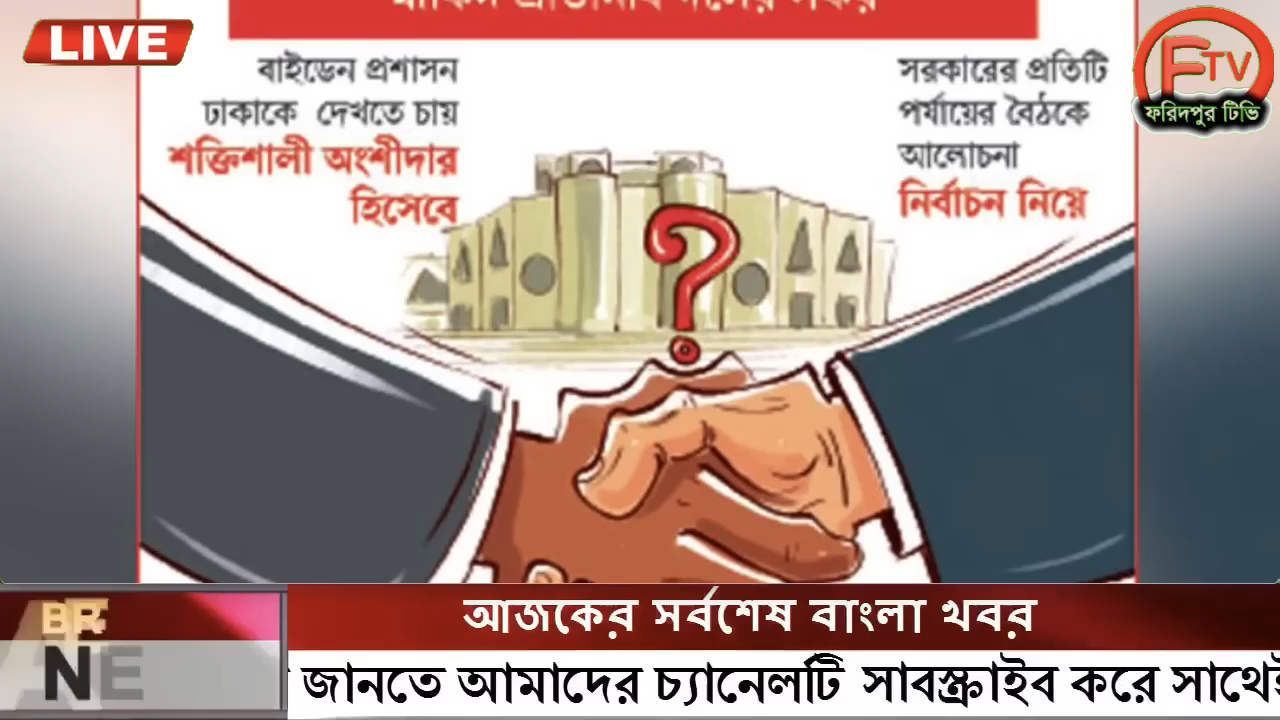 LIVE
বাইডেন প্রশাসন
ঢাকাকে দেখতে চায়
শক্তিশালী অংশীদার
হিসেবে
সরকারের প্রতিটি
পর্যায়ের বৈঠকে
আলোচনা
নির্বাচন নিয়ে
?
FTV
ফরিদপুর টিভি
আজকের সর্বশেষ বাংলা খবর
জানতে আমাদের চ্যানেলটি সাবস্ক্রাইব করে